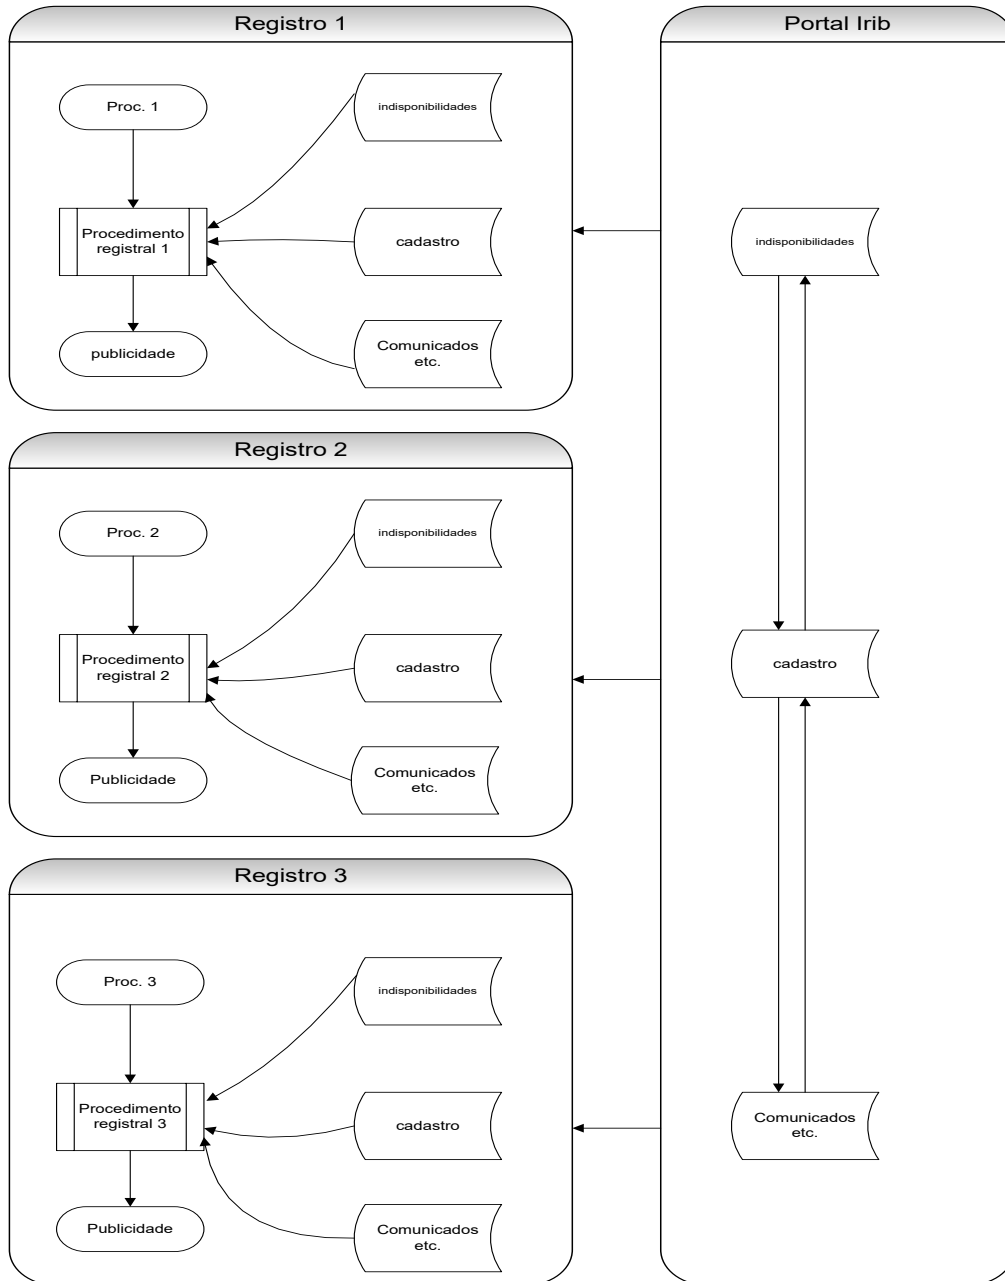 Registro 1
Proc. 1
Procedimento
registral 1
publicidade
indisponibilidades
cadastro
Comunicados
etc.
Registro 2
Proc. 2
Procedimento
registral 2
Publicidade
indisponibilidades
cadastro
Comunicados
etc.
Registro 3
Proc. 3
Procedimento
registral 3
Publicidade
indisponibilidades
cadastro
Comunicados
etc.
Portal Irib
indisponibilidades
cadastro
Comunicados
etc.